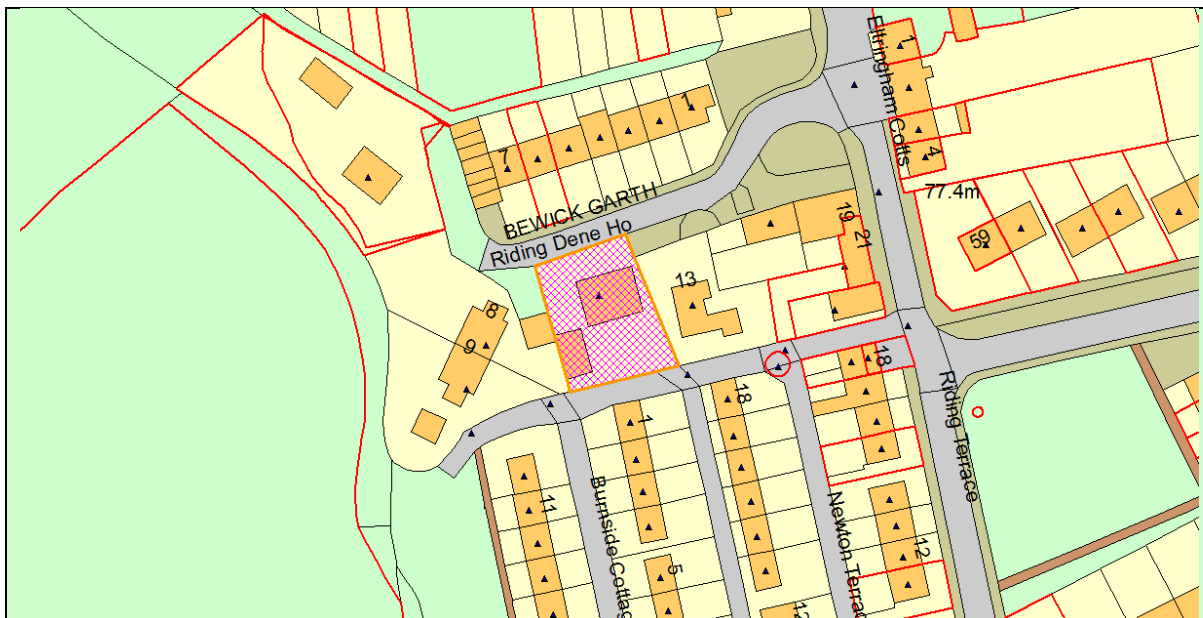 1
Eltringham Cotts
4
77.4m
1
7
BEWICK GARTH
Riding Dene Ho
19
21
59
13
8
9
18
18
Riding Terrace
1
11
Burnside Cottag
Newton Terrac
5
12
12